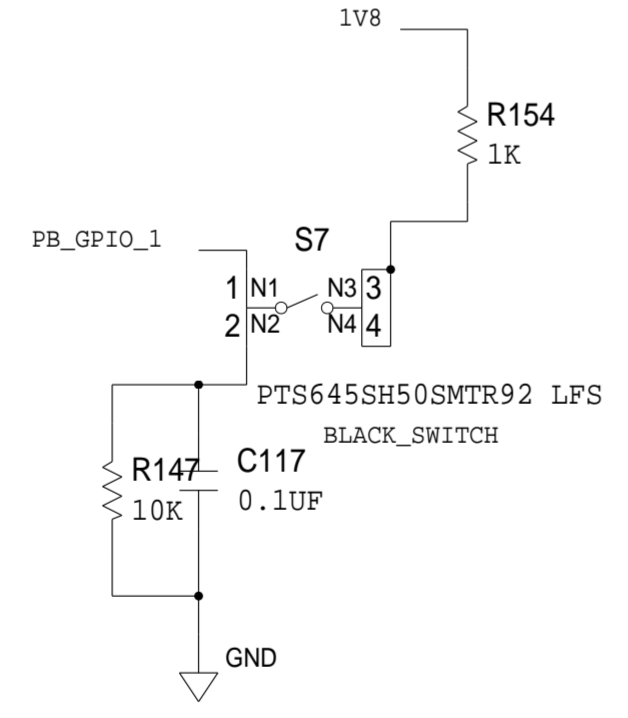 1V8
R154
1K
PB_GPIO_1
S7
1 N1 N3 3
2 N2 N4 4
PTS645SH50SMTR92 LFS
BLACK_SWITCH
R147 C117
10K 0.1UF
GND